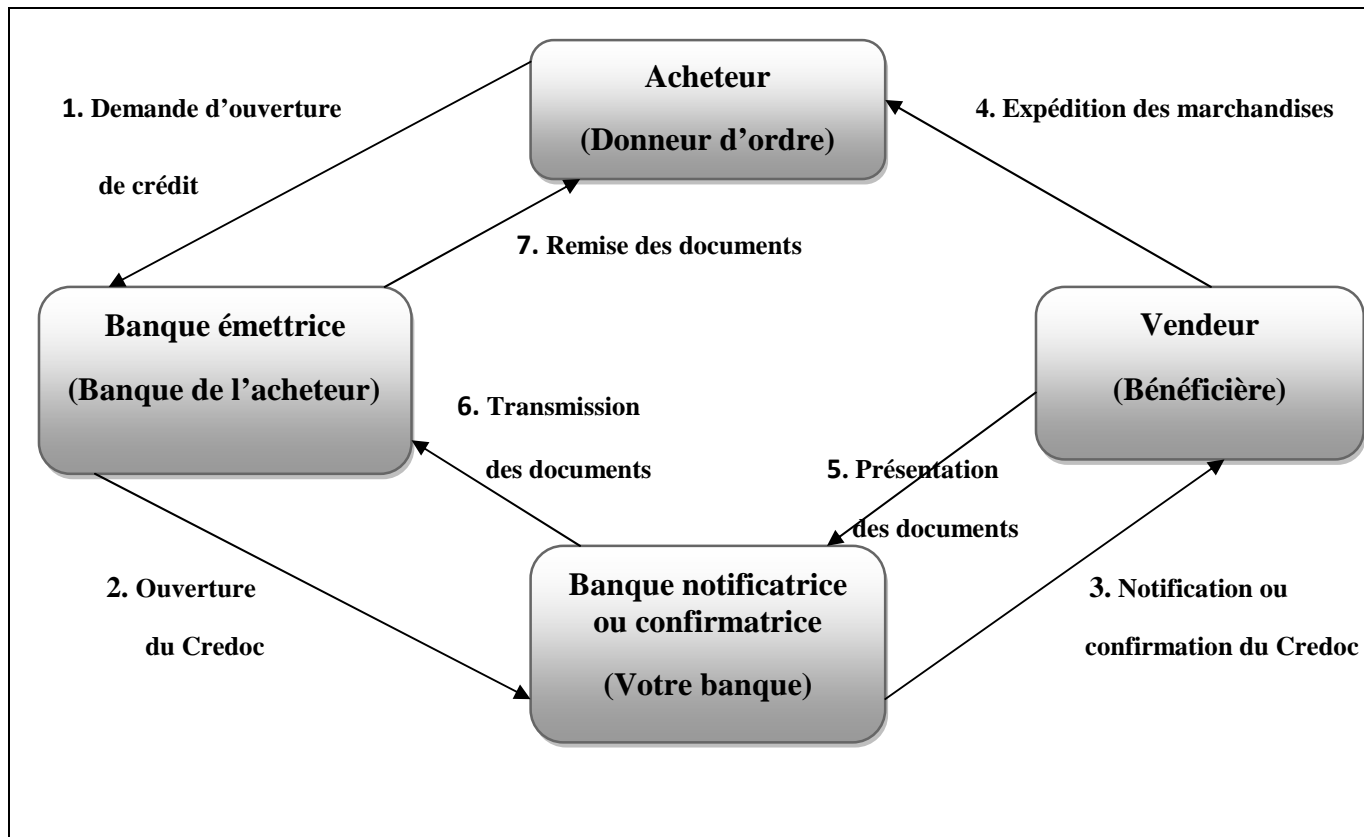 Acheteur
(Donneur d’ordre)
1. Demande d’ouverture
de crédit
4. Expédition des marchandises
7. Remise des documents
Banque émettrice
(Banque de l’acheteur)
Vendeur
(Bénéficière)
6. Transmission
des documents
5. Présentation
des documents
2. Ouverture
du Credoc
Banque notificatrice
ou confirmatrice
(Votre banque)
3. Notification ou
confirmation du Credoc